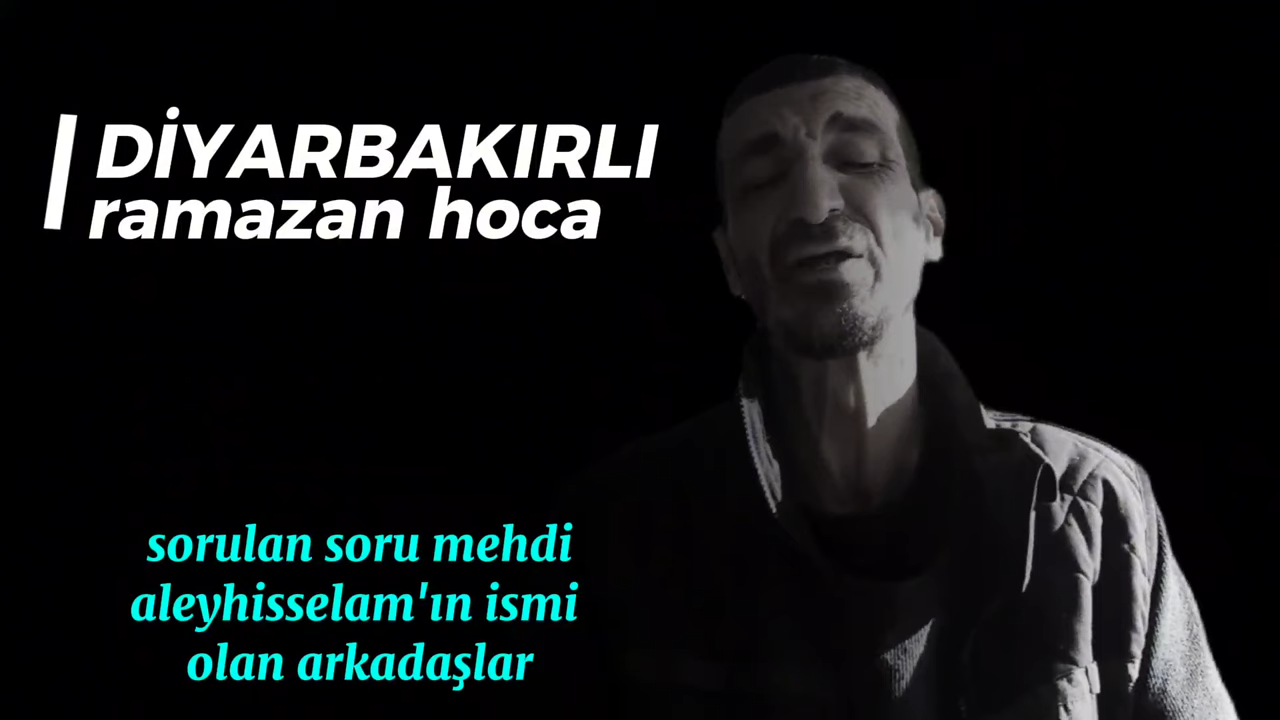 DİYARBAKIRLI
ramazan hoca
sorulan soru mehdi
aleyhisselam'ın ismi
olan arkadaşlar